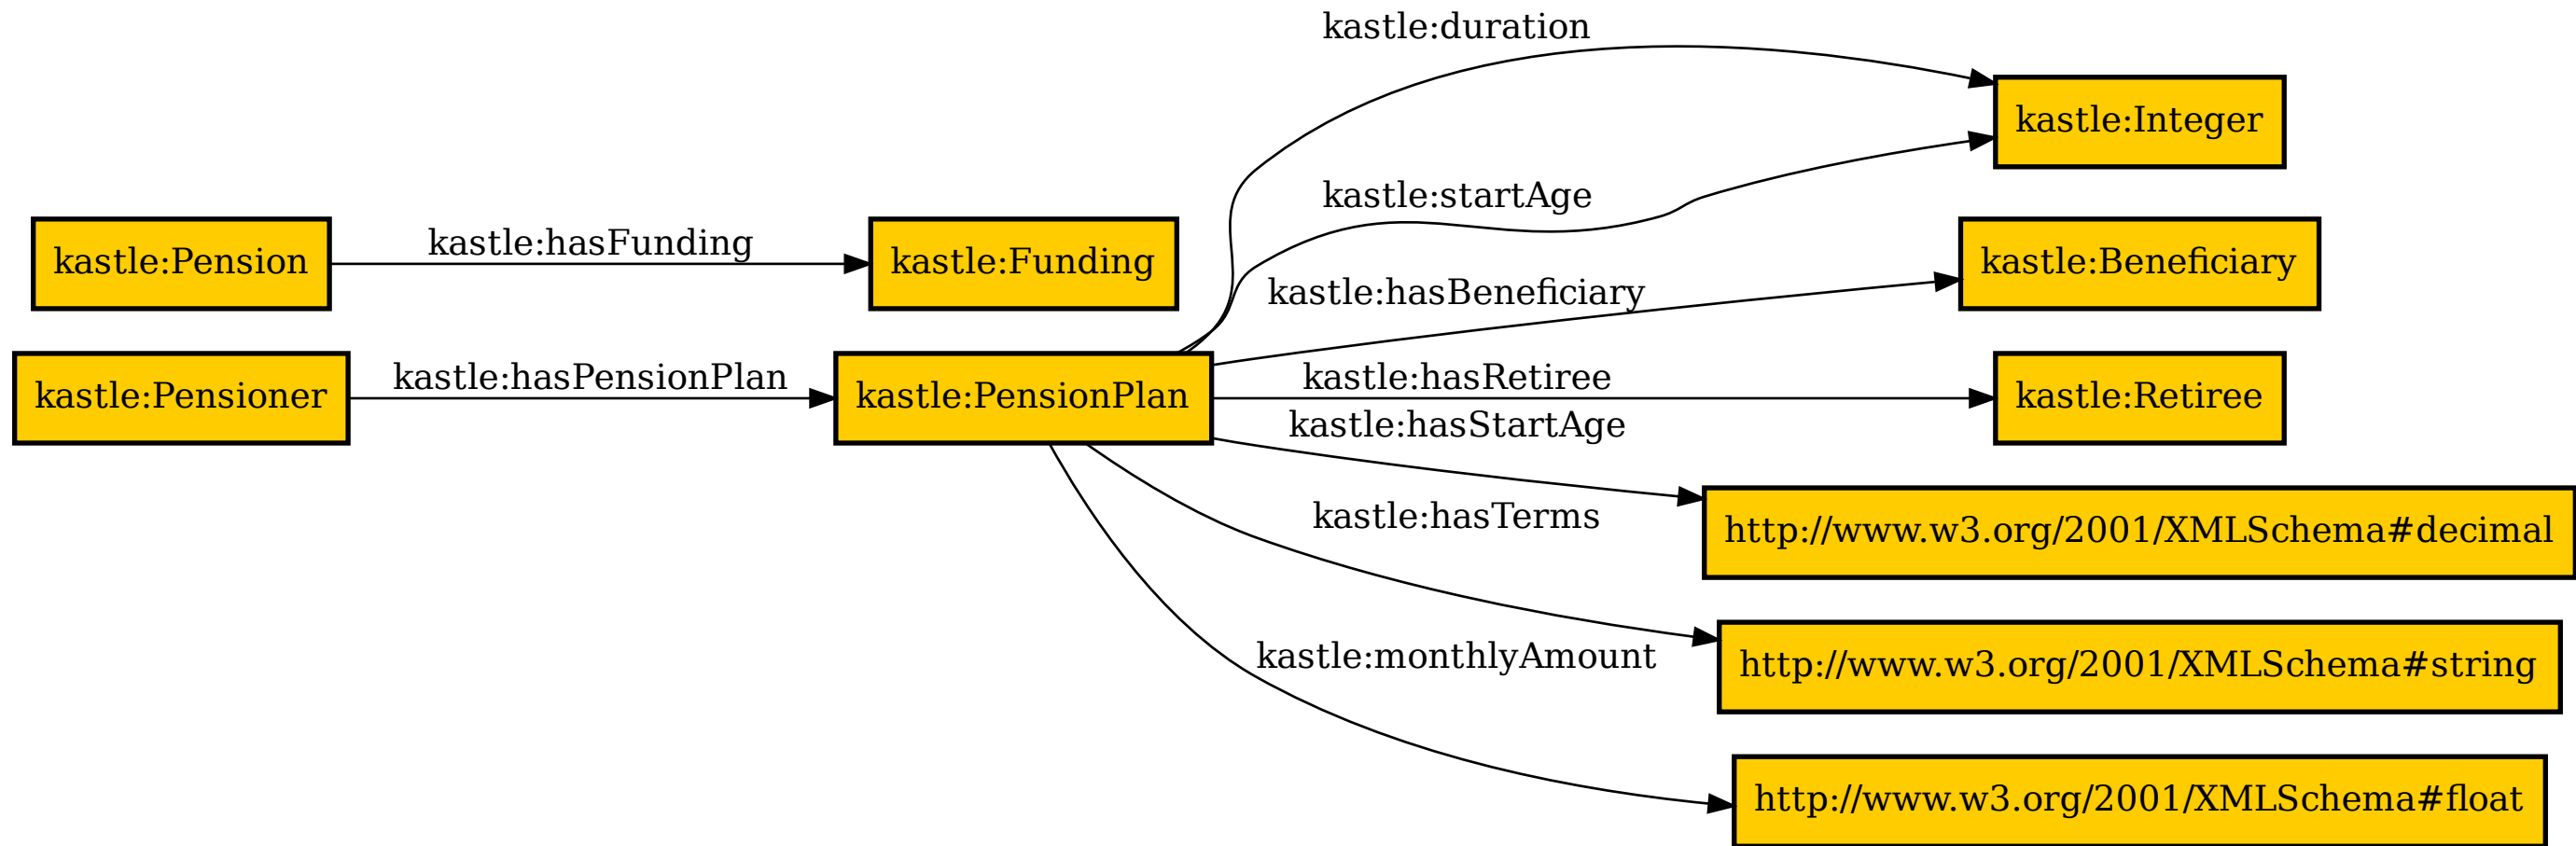 kastle:duration
kastle:Integer
kastle:startAge
kastle:Pension
kastle:hasFunding
kastle:Funding
kastle:hasBeneficiary
kastle:Beneficiary
kastle:Pensioner
kastle:hasPensionPlan
kastle:PensionPlan
kastle:hasRetiree
kastle:Retiree
kastle:hasStartAge
http://www.w3.org/2001/XMLSchema#decimal
kastle:hasTerms
http://www.w3.org/2001/XMLSchema#string
kastle:monthlyAmount
http://www.w3.org/2001/XMLSchema#float